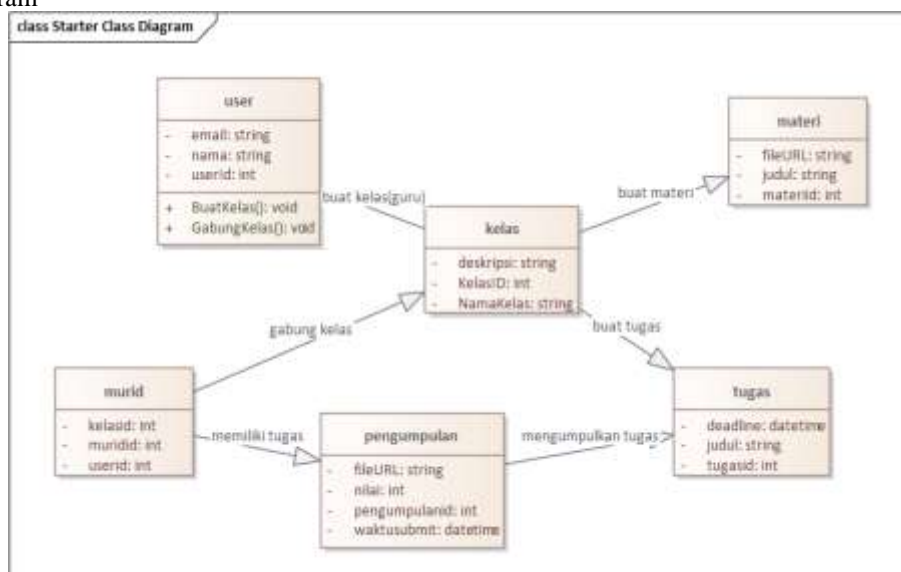 class Starter Class Diagram
user
- email: string
- nama: string
- userid: int
+ BuatKelas(): void
+ GabungKelas(): void
buat kelas(guru)
materi
- fileURL: string
- judul: string
- materiid: int
buat materi
kelas
- deskripsi: string
- KelasID: int
- NamaKelas: string
gabung kelas
buat tugas
murid
- kelasid: int
- muridid: int
- userid: int
memiliki tugas
pengumpulan
- fileURL: string
- nilai: int
- pengumpulanid: int
- waktusubmit: datetime
mengumpulkan tugas
tugas
- deadline: datetime
- judul: string
- tugasid: int